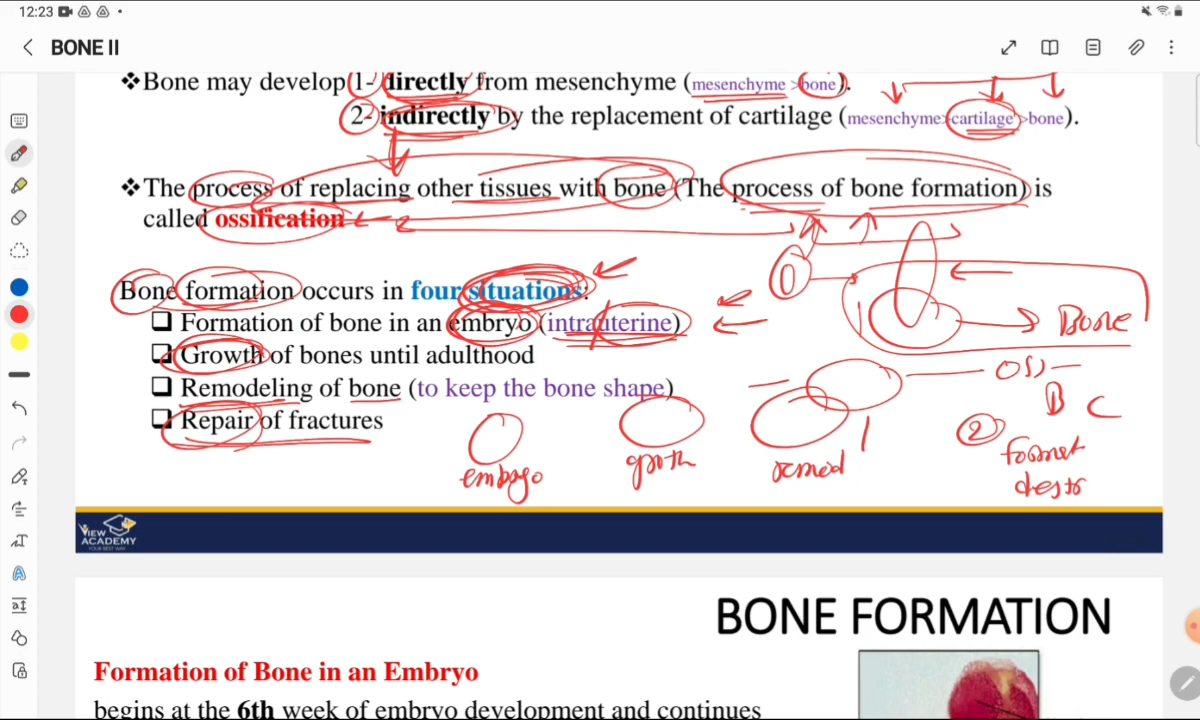 12:23
BONE II
❖Bone may develop(1- directly from mesenchyme (mesenchyme >bone).
2- indirectly by the replacement of cartilage (mesenchyme>cartilage >bone).
❖The process of replacing other tissues with bone (The process of bone formation) is
called ossification
Bone formation occurs in four situations:
❑ Formation of bone in an embryo (intrauterine)
❑ Growth of bones until adulthood
❑ Remodeling of bone (to keep the bone shape)
❑ Repair of fractures
Bone
B C
2
embryo
VIEW
ACADEMY
YOUR BEST WAY
BONE FORMATION
Formation of Bone in an Embryo
begins at the 6th week of embryo development and continues